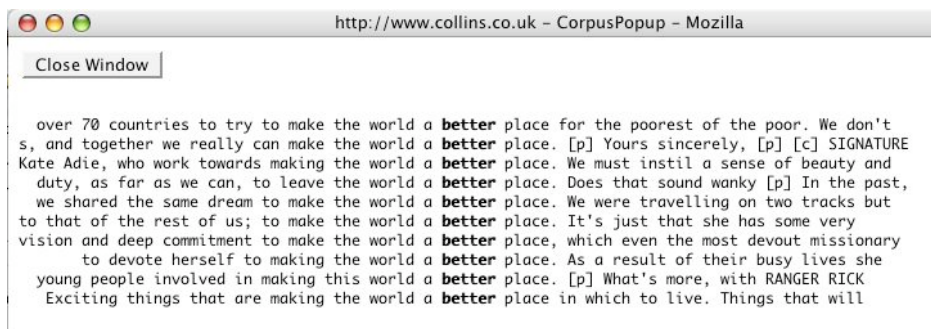 http://www.collins.co.uk – CorpusPopup – Mozilla
Close Window
over 70 countries to try to make the world a better place for the poorest of the poor. We don't
s, and together we really can make the world a better place. [p] Yours sincerely, [p] [c] SIGNATURE
Kate Adie, who work towards making the world a better place. We must instil a sense of beauty and
duty, as far as we can, to leave the world a better place. Does that sound wanky [p] In the past,
we shared the same dream to make the world a better place. We were travelling on two tracks but
to that of the rest of us; to make the world a better place. It's just that she has some very
vision and deep commitment to make the world a better place, which even the most devout missionary
to devote herself to making the world a better place. As a result of their busy lives she
young people involved in making this world a better place. [p] What's more, with RANGER RICK
Exciting things that are making the world a better place in which to live. Things that will